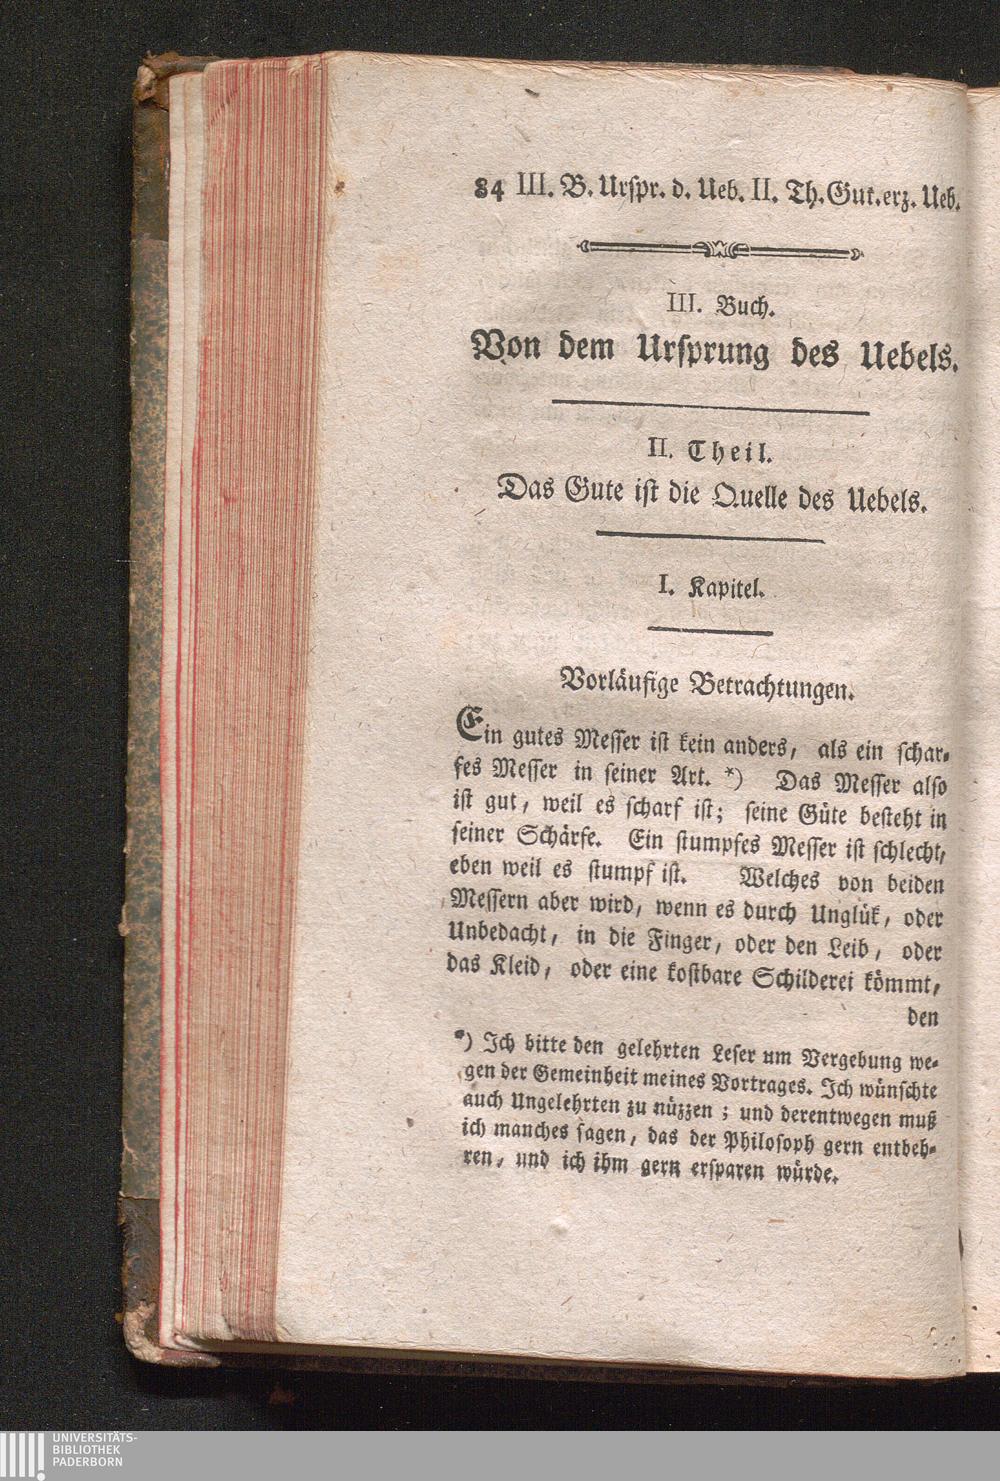 84 III. B. Urſpr. d. Ueb. II. Th. Gut. erz. Ueb.
III. Buch.
Von dem Urſprung des Uebels.
II. Theil.
Das Gute iſt die Quelle des Uebels.
I. Kapitel.
Vorläufige Betrachtungen.
Ein gutes Meſſer iſt kein anders, als ein ſchar-
fes Meſſer in ſeiner Art. *) Das Meſſer alſo
iſt gut, weil es ſcharf iſt; ſeine Güte beſteht in
ſeiner Schärfe. Ein ſtumpfes Meſſer iſt ſchlecht,
eben weil es ſtumpf iſt. Welches von beiden
Meſſern aber wird, wenn es durch Unglük, oder
Unbedacht, in die Finger, oder den Leib, oder
das Kleid, oder eine koſtbare Schilderei kömmt,
den
*) Ich bitte den gelehrten Leſer um Vergebung we-
gen der Gemeinheit meines Vortrages. Ich wünſchte
auch Ungelehrten zu nüzzen; und derentwegen muß
ich manches ſagen, das der Philoſoph gern entbeh-
ren, und ich ihm gern erſparen würde.
UNIVERSITÄTS-
BIBLIOTHEK
PADERBORN